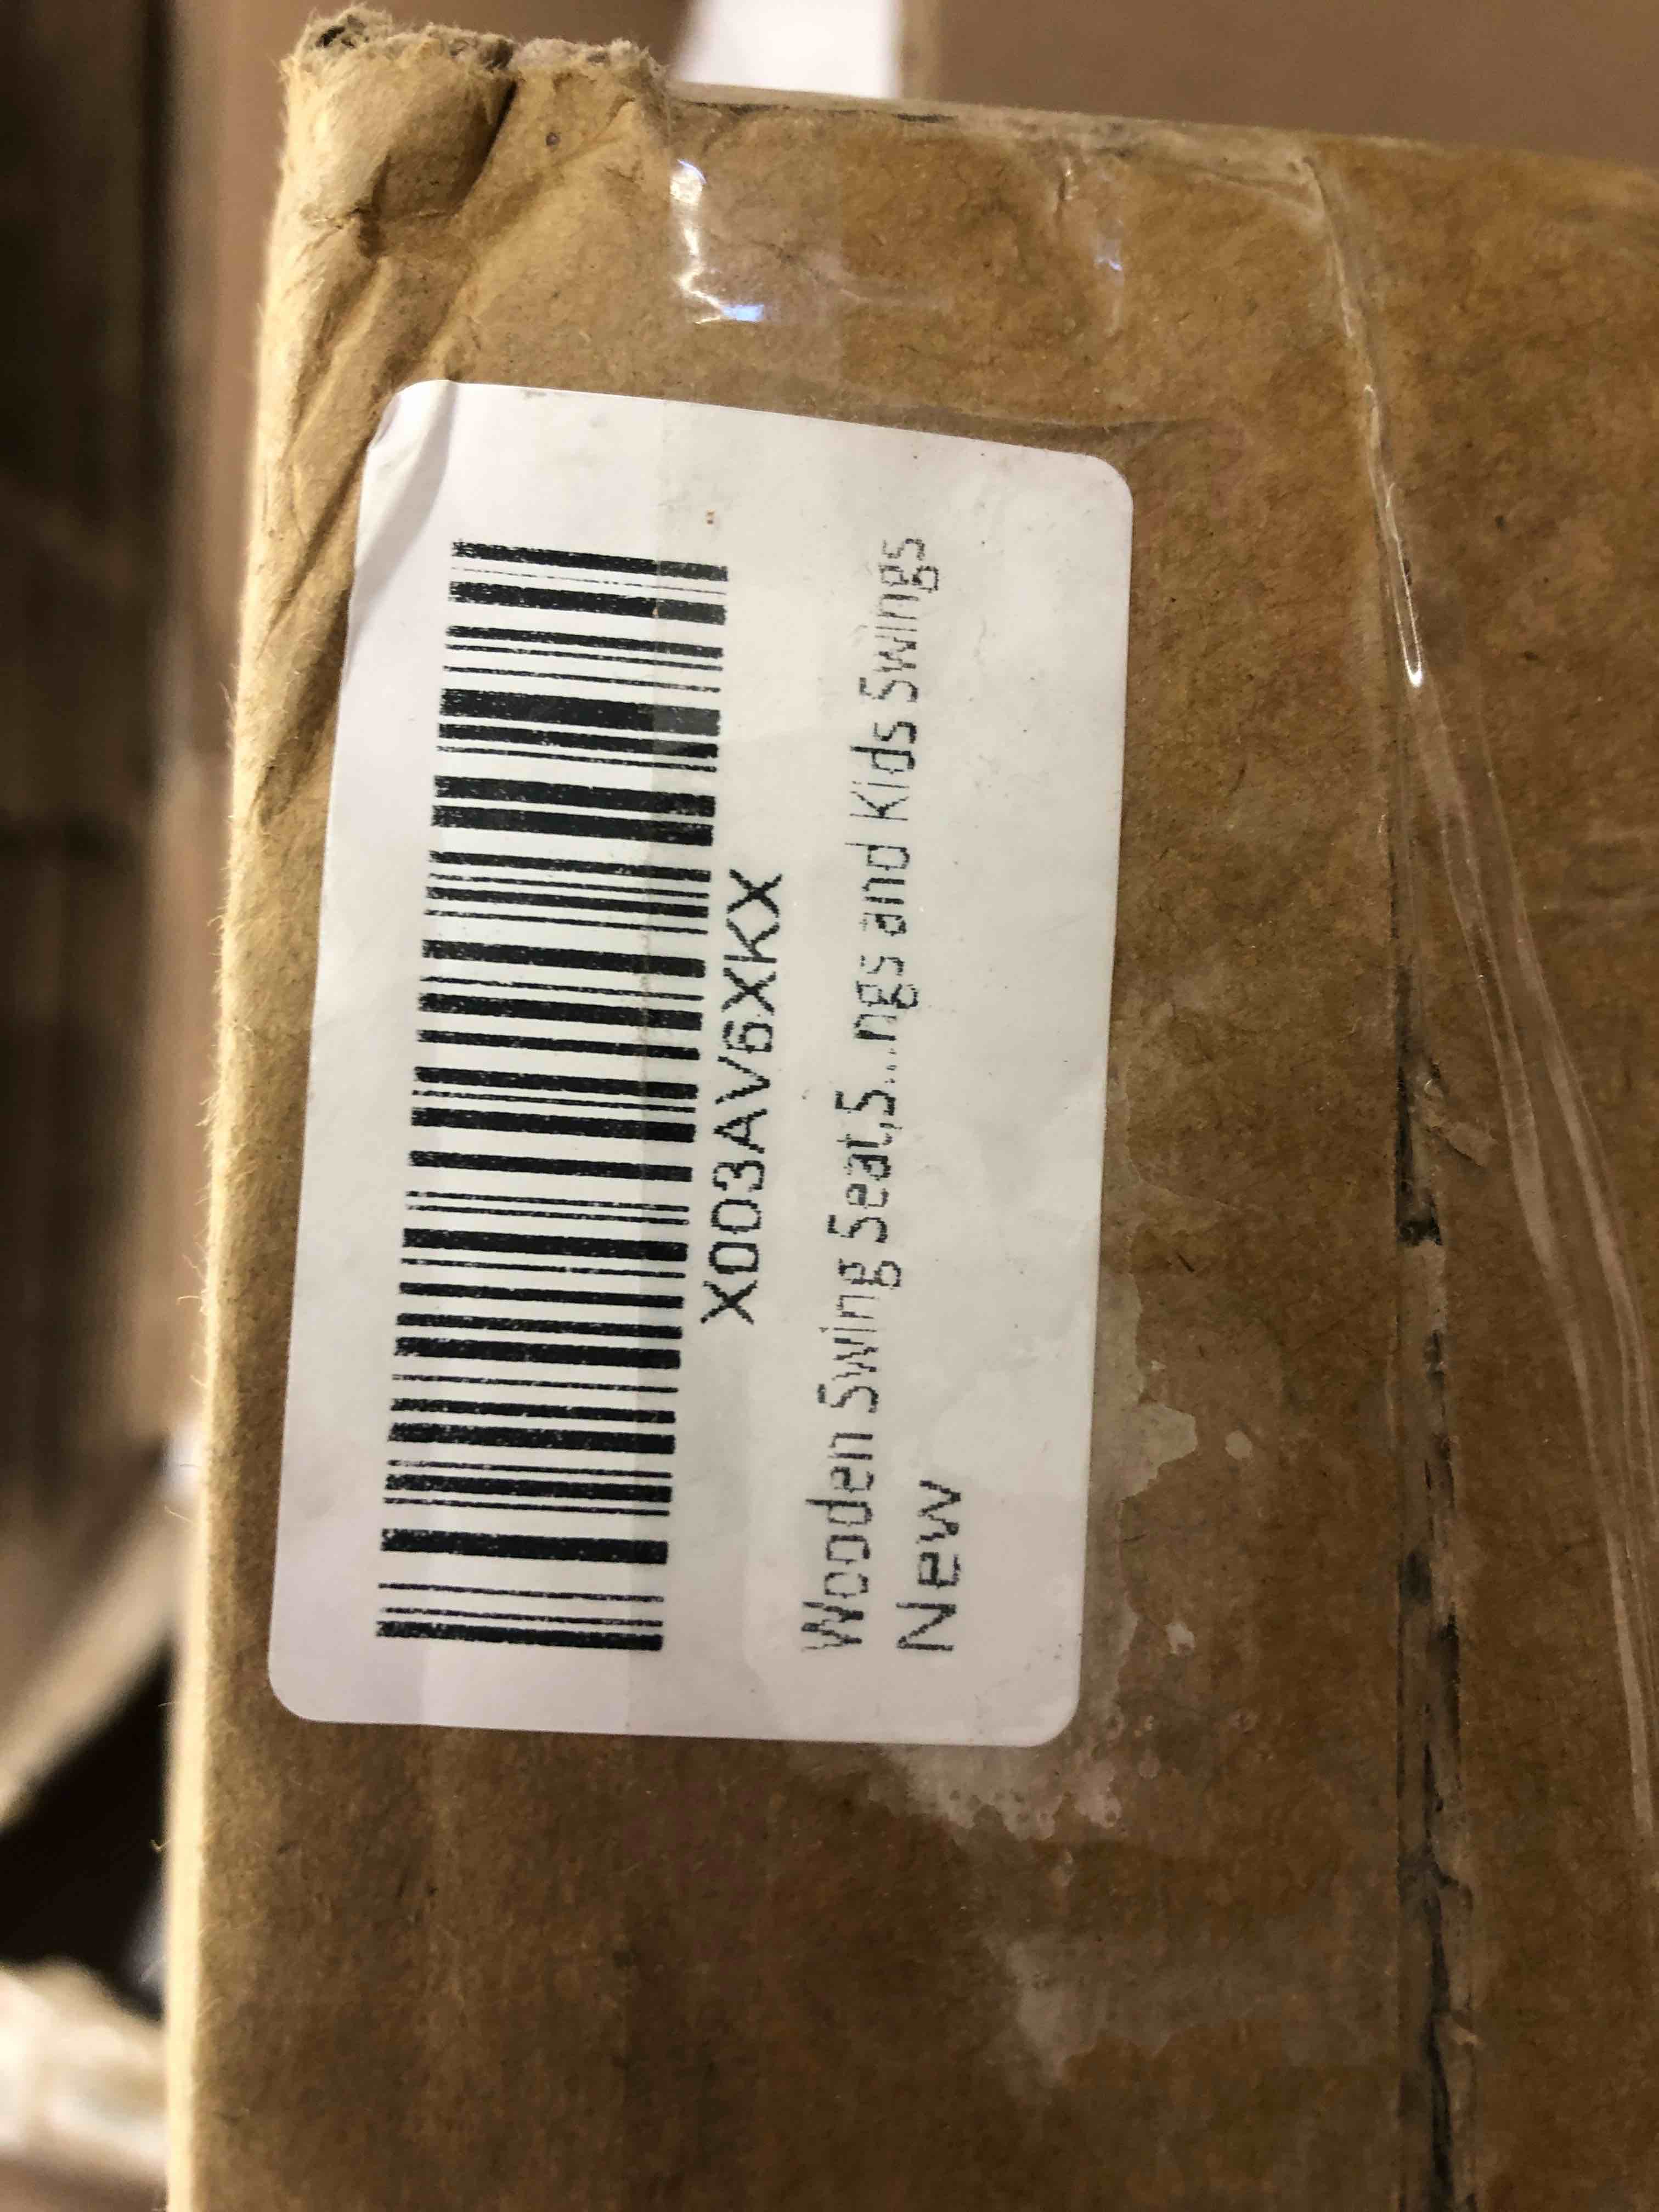 X003AV6XKX
Wooden Swing Seat,S...ngs and Kids Swings
New